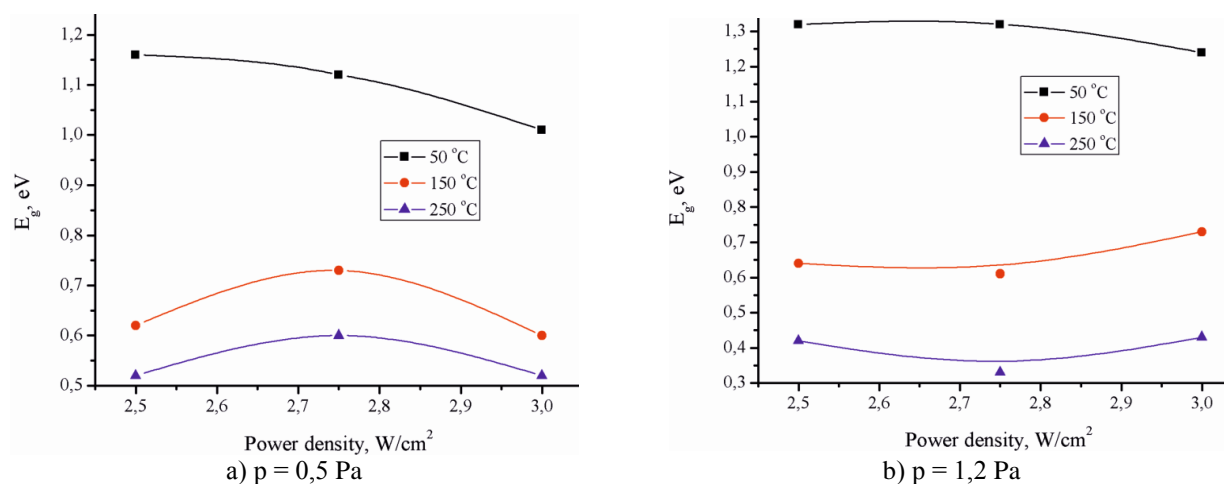 1,2
1,1
1,0
0,9
0,8
0,7
0,6
0,5
E_g, eV
50 °C
150 °C
250 °C
2,5 2,6 2,7 2,8 2,9 3,0
Power density, W/cm²
a) p = 0,5 Pa
1,3
1,2
1,1
1,0
0,9
0,8
0,7
0,6
0,5
0,4
0,3
E_g, eV
50 °C
150 °C
250 °C
2,5 2,6 2,7 2,8 2,9 3,0
Power density, W/cm²
b) p = 1,2 Pa